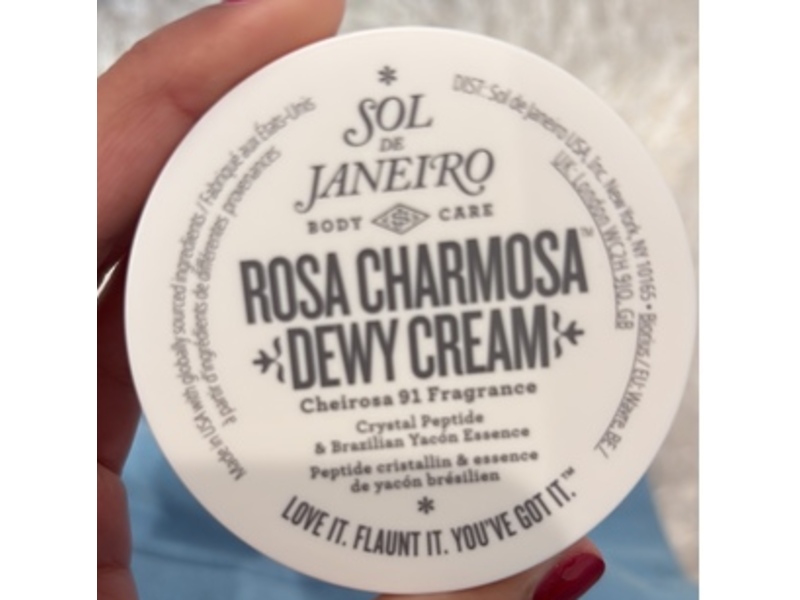 SOL
DE
JANEIRO
BODY CARE
ROSA CHARMOSA™
DEWY CREAM
Cheirosa 91 Fragrance
Crystal Peptide
& Brazilian Yacón Essence
Peptide cristallin & essence
de yacón brésilien
LOVE IT. FLAUNT IT. YOU'VE GOT IT.™
Made in USA with globally sourced ingredients / Fabriqué aux États-Unis
à partir d'ingrédients de différentes provenances
DIST: Sol de Janeiro USA, Inc. New York, NY 10165 • Biorius / EU: Wavre, BE /
UK: London WC2H 9JQ, GB